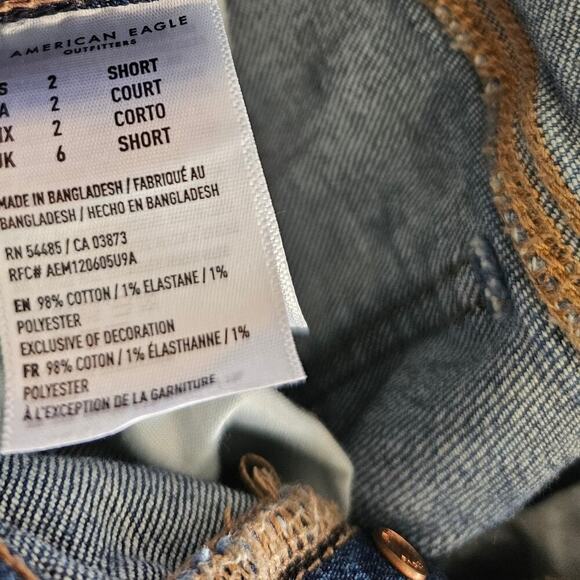 AMERICAN EAGLE
OUTFITTERS
S 2 SHORT
A 2 COURT
IX 2 CORTO
UK 6 SHORT
MADE IN BANGLADESH / FABRIQUÉ AU
BANGLADESH / HECHO EN BANGLADESH
RN 54485 / CA 03873
RFC# AEM120605U9A
EN 98% COTTON / 1% ELASTANE / 1%
POLYESTER
EXCLUSIVE OF DECORATION
FR 98% COTON / 1% ÉLASTHANNE / 1%
POLYESTER
À L'EXCEPTION DE LA GARNITURE